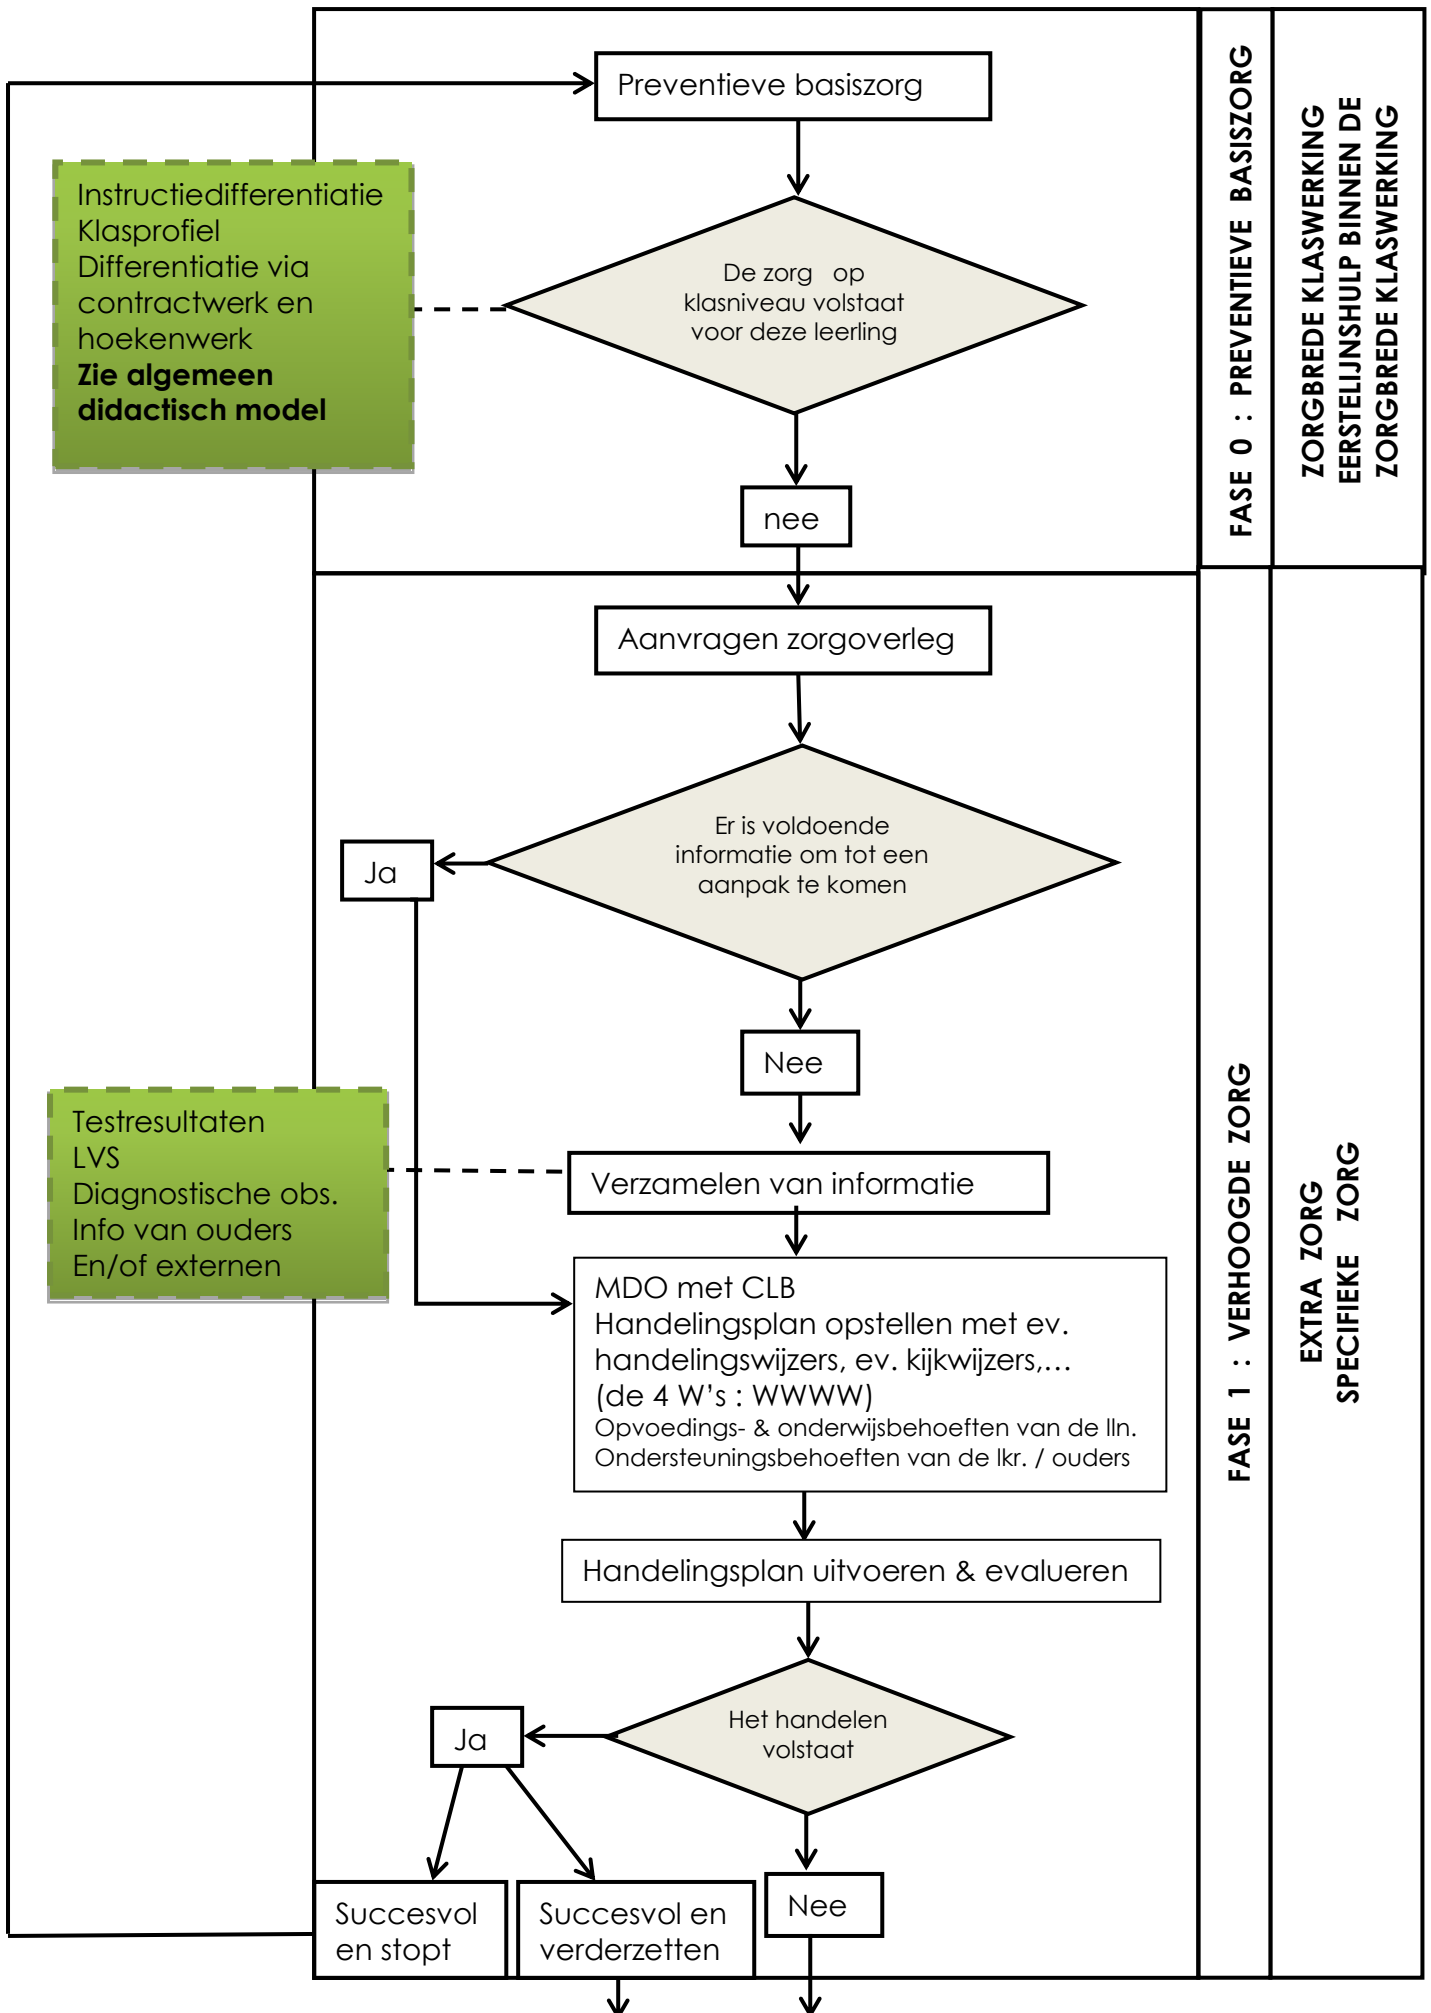 Preventieve basiszorg
Instructiedifferentiatie
Klasprofiel
Differentiatie via
contractwerk en
hoekenwerk
Zie algemeen
didactisch model
De zorg op
klasniveau volstaat
voor deze leerling
nee
FASE 0 : PREVENTIEVE BASISZORG
ZORGBREDE KLASWERKING
EERSTELIJNSHULP BINNEN DE
ZORGBREDE KLASWERKING
Aanvragen zorgoverleg
Er is voldoende
informatie om tot een
aanpak te komen
Ja
Nee
Testresultaten
LVS
Diagnostische obs.
Info van ouders
En/of externen
Verzamelen van informatie
MDO met CLB
Handelingsplan opstellen met ev.
handelingswijzers, ev. kijkwijzers,...
(de 4 W's : WWWW)
Opvoedings- & onderwijsbehoeften van de lln.
Ondersteuningsbehoeften van de lkr. / ouders
Handelingsplan uitvoeren & evalueren
Het handelen
volstaat
Ja
Succesvol
en stopt
Succesvol en
verderzetten
Nee
FASE 1 : VERHOOGDE ZORG
EXTRA ZORG
SPECIFIEKE ZORG